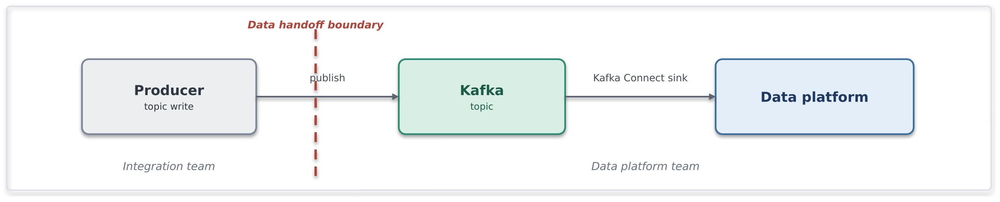 Data handoff boundary
Producer
topic write
publish
Kafka
topic
Kafka Connect sink
Data platform
Integration team
Data platform team